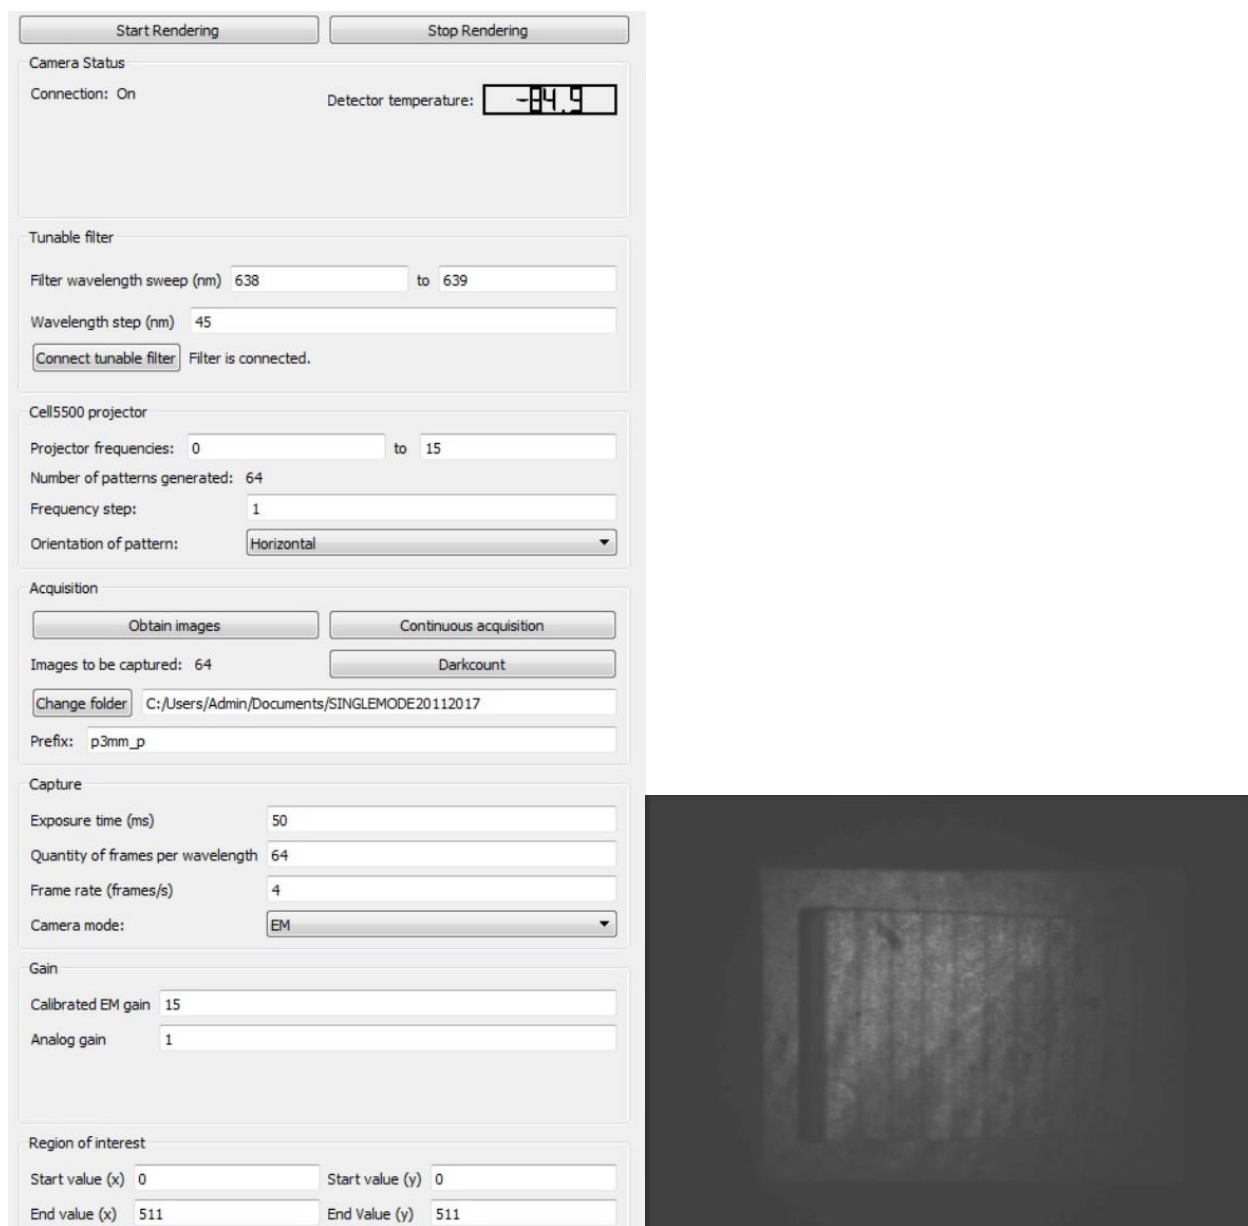 Start Rendering Stop Rendering
Camera Status
Connection: On Detector temperature: -84.9
Tunable filter
Filter wavelength sweep (nm) 638 to 639
Wavelength step (nm) 45
Connect tunable filter Filter is connected.
Cell5500 projector
Projector frequencies: 0 to 15
Number of patterns generated: 64
Frequency step: 1
Orientation of pattern: Horizontal
Acquisition
Obtain images Continuous acquisition
Images to be captured: 64 Darkcount
Change folder C:/Users/Admin/Documents/SINGLEMODE20112017
Prefix: p3mm_p
Capture
Exposure time (ms) 50
Quantity of frames per wavelength 64
Frame rate (frames/s) 4
Camera mode: EM
Gain
Calibrated EM gain 15
Analog gain 1
Region of interest
Start value (x) 0 Start value (y) 0
End value (x) 511 End Value (y) 511